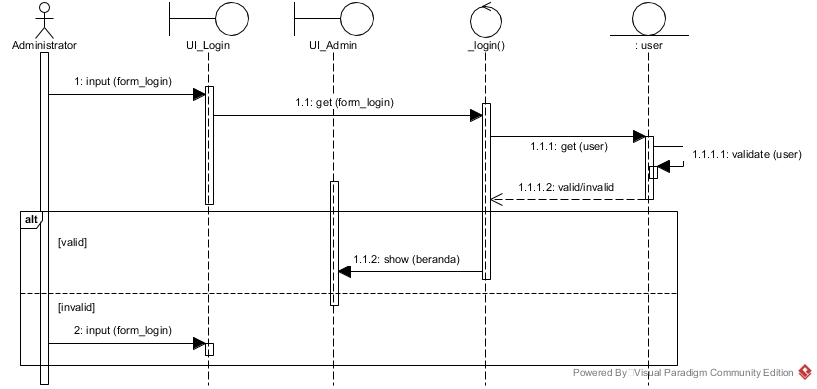 Administrator
UI_Login
UI_Admin
_login()
: user
1: input (form_login)
1.1: get (form_login)
1.1.1: get (user)
1.1.1.1: validate (user)
1.1.1.2: valid/invalid
alt
[valid]
1.1.2: show (beranda)
[invalid]
2: input (form_login)
Powered By Visual Paradigm Community Edition